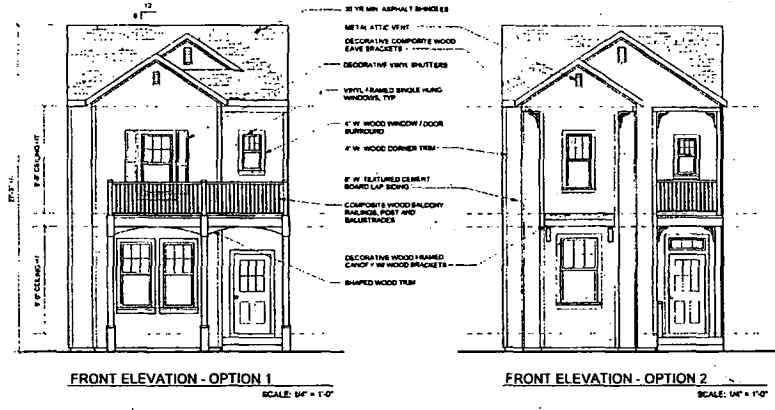 12
8
30 YR MIN ASPHALT SHINGLES
METAL ATTIC VENT
DECORATIVE COMPOSITE WOOD
EAVE BRACKETS
DECORATIVE VINYL SHUTTERS
VINYL FRAMED SINGLE HUNG
WINDOWS, TYP
4" W. WOOD WINDOW / DOOR
SURROUND
4" W. WOOD CORNER TRIM
8" W TEXTURED CEMENT
BOARD LAP SIDING
COMPOSITE WOOD BALCONY
RAILINGS, POST AND
BALUSTRADES
DECORATIVE WOOD FRAMED
CANOPY W/ WOOD BRACKETS
SHAPED WOOD TRIM
CEILING HT
CEILING HT
FRONT ELEVATION - OPTION 1
SCALE: 1/4" = 1'-0"
FRONT ELEVATION - OPTION 2
SCALE: 1/4" = 1'-0"